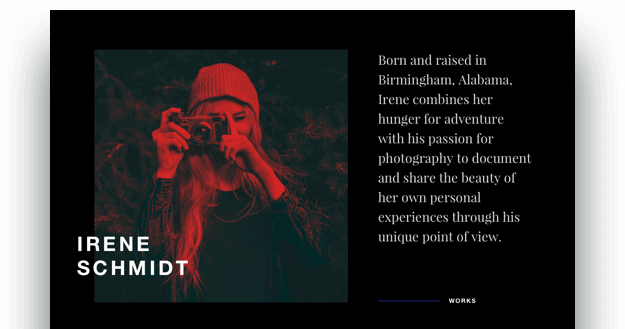 IRENE
SCHMIDT
Born and raised in
Birmingham, Alabama,
Irene combines her
hunger for adventure
with his passion for
photography to document
and share the beauty of
her own personal
experiences through his
unique point of view.
WORKS